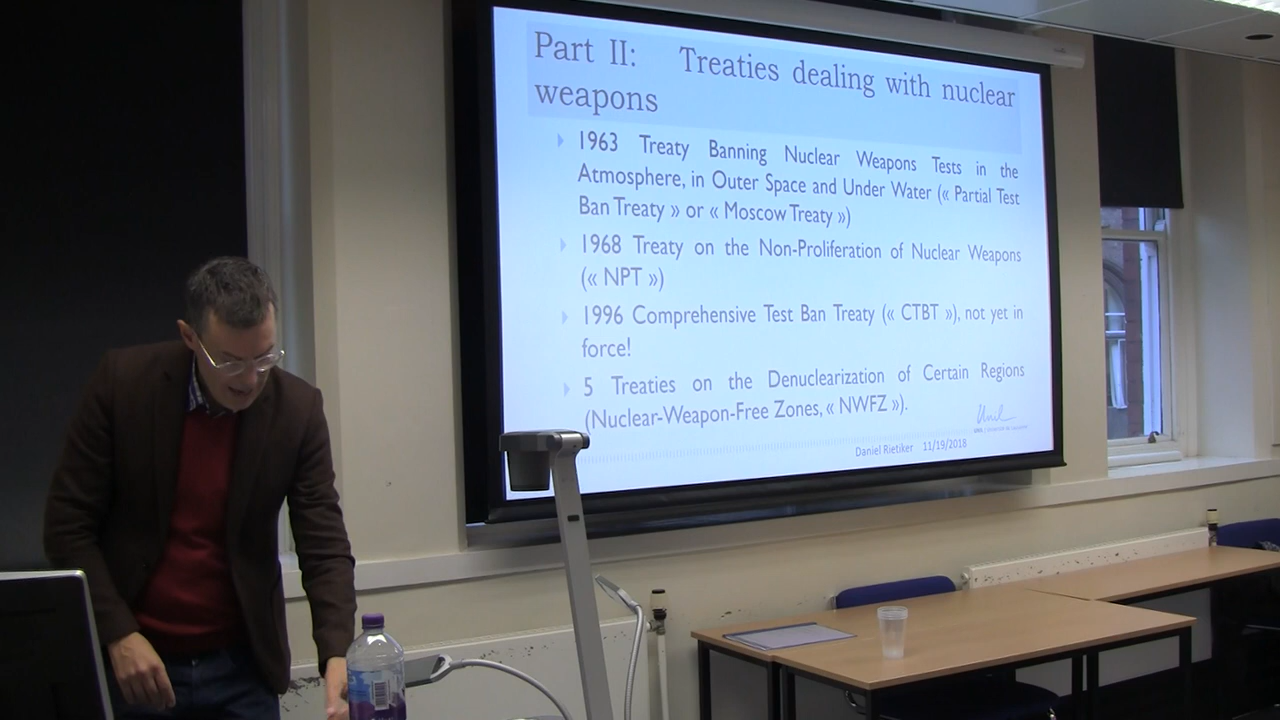 Part II: Treaties dealing with nuclear
weapons
1963 Treaty Banning Nuclear Weapons Tests in the
Atmosphere, in Outer Space and Under Water (« Partial Test
Ban Treaty » or « Moscow Treaty »)
1968 Treaty on the Non-Proliferation of Nuclear Weapons
(« NPT »)
1996 Comprehensive Test Ban Treaty (« CTBT »), not yet in
force!
5 Treaties on the Denuclearization of Certain Regions
(Nuclear-Weapon-Free Zones, « NWFZ »).
Unil
Daniel Rietiker 11/19/2018